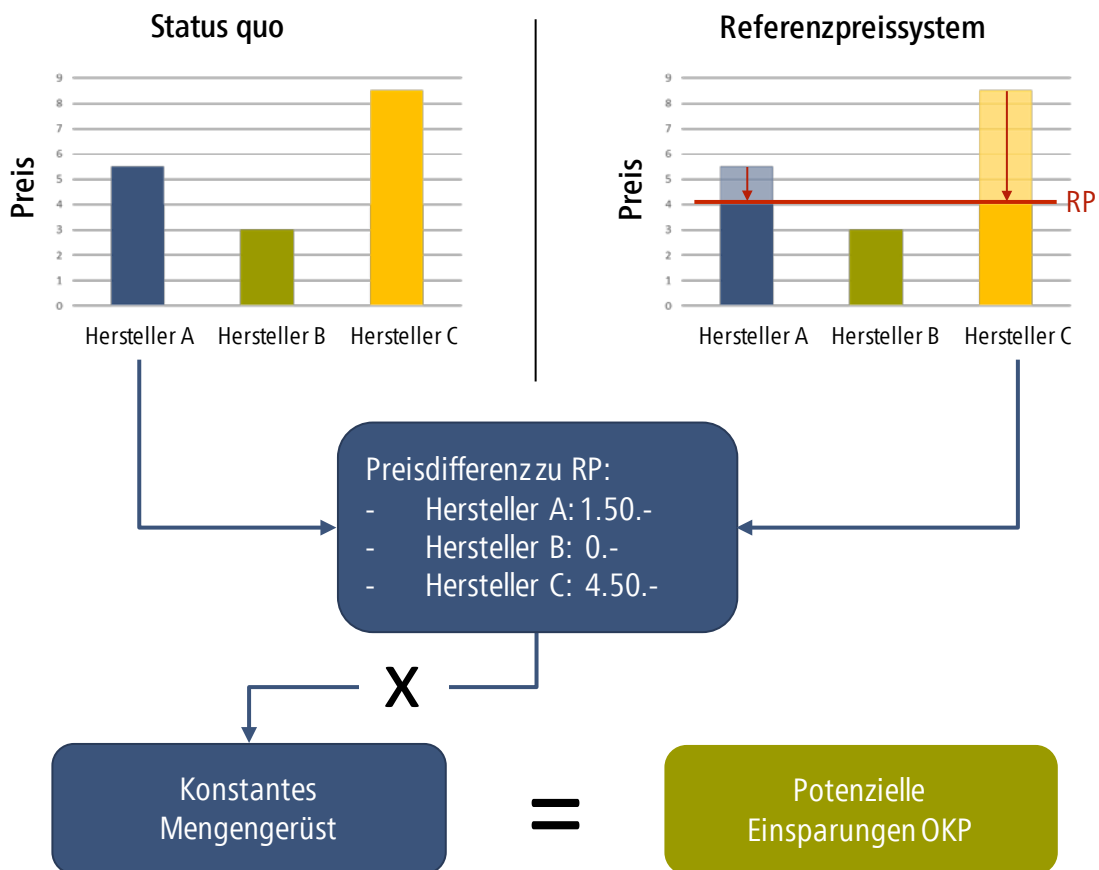 Status quo
Referenzpreissystem
Preis
9
8
7
6
5
4
3
2
1
0
Hersteller A
Hersteller B
Hersteller C
Preis
9
8
7
6
5
4
3
2
1
0
RP
Hersteller A
Hersteller B
Hersteller C
Preisdifferenz zu RP:
- Hersteller A: 1.50.-
- Hersteller B: 0.-
- Hersteller C: 4.50.-
X
Konstantes
Mengengerüst
=
Potenzielle
Einsparungen OKP